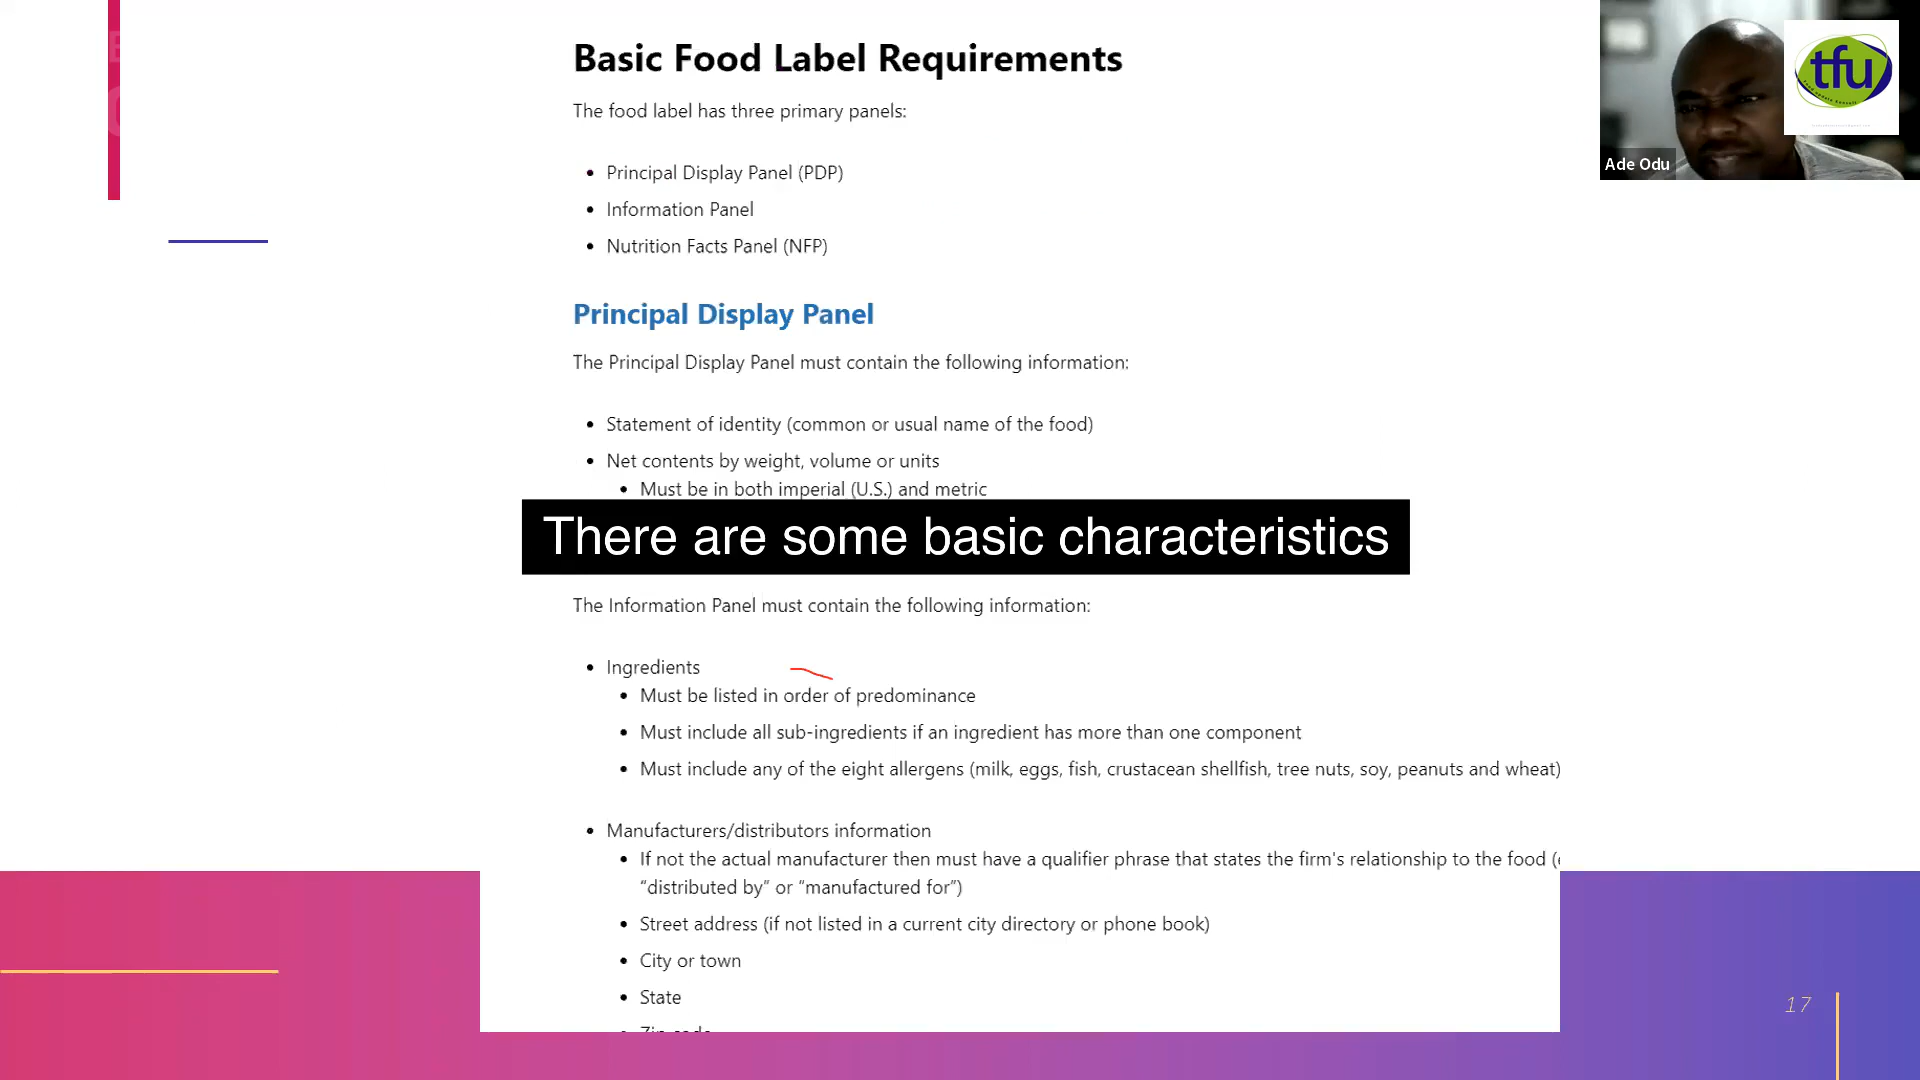 Basic Food Label Requirements
The food label has three primary panels:
• Principal Display Panel (PDP)
• Information Panel
• Nutrition Facts Panel (NFP)
Principal Display Panel
The Principal Display Panel must contain the following information:
• Statement of identity (common or usual name of the food)
• Net contents by weight, volume or units
• Must be in both imperial (U.S.) and metric
There are some basic characteristics
The Information Panel must contain the following information:
• Ingredients
• Must be listed in order of predominance
• Must include all sub-ingredients if an ingredient has more than one component
• Must include any of the eight allergens (milk, eggs, fish, crustacean shellfish, tree nuts, soy, peanuts and wheat)
• Manufacturers/distributors information
• If not the actual manufacturer then must have a qualifier phrase that states the firm's relationship to the food (
“distributed by” or “manufactured for”)
• Street address (if not listed in a current city directory or phone book)
• City or town
• State
tfu
Ade Odu
17